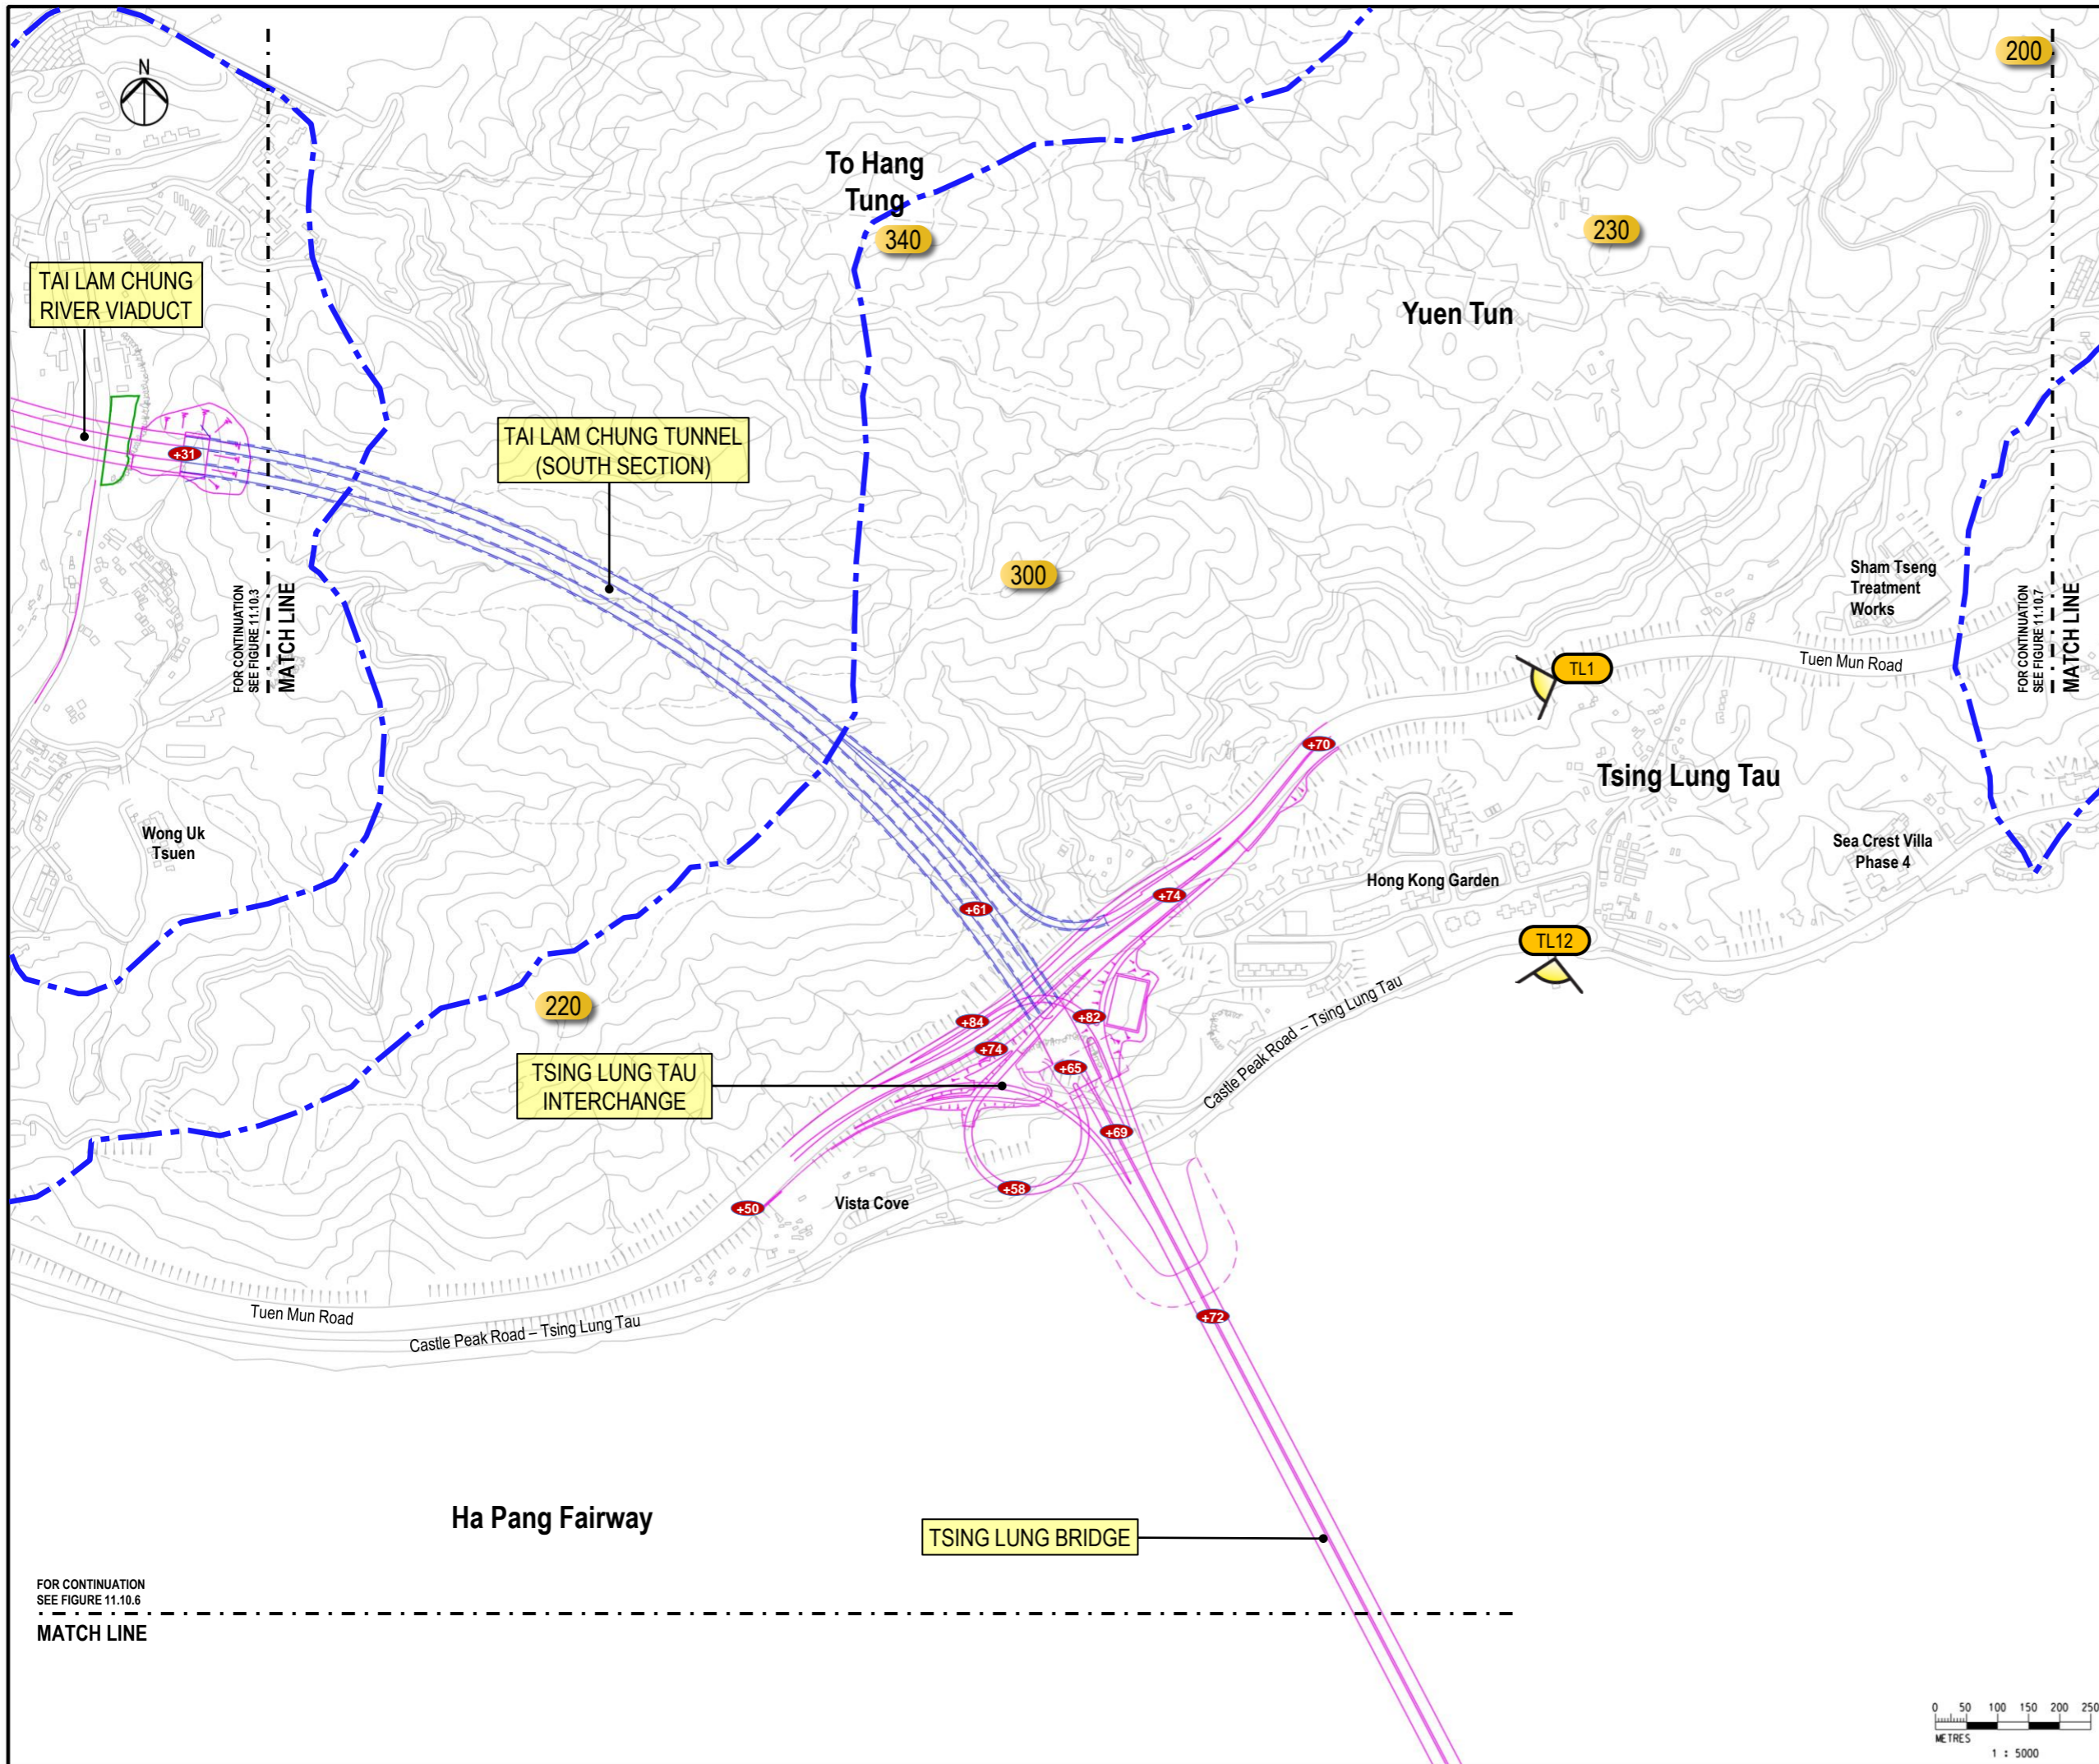 N
200
To Hang
Tung
340
230
TAI LAM CHUNG
RIVER VIADUCT
Yuen Tun
TAI LAM CHUNG TUNNEL
(SOUTH SECTION)
+31
300
Sham Tseng
Treatment
Works
FOR CONTINUATION
SEE FIGURE 11.10.3
MATCH LINE
FOR CONTINUATION
SEE FIGURE 11.10.7
MATCH LINE
TL1
Tuen Mun Road
+70
Tsing Lung Tau
Wong Uk
Tsuen
Sea Crest Villa
Phase 4
Hong Kong Garden
+74
+61
TL12
220
+84
+82
+74
+65
Castle Peak Road – Tsing Lung Tau
TSING LUNG TAU
INTERCHANGE
+69
+58
+50
Vista Cove
Tuen Mun Road
Castle Peak Road – Tsing Lung Tau
+72
Ha Pang Fairway
TSING LUNG BRIDGE
FOR CONTINUATION
SEE FIGURE 11.10.6
MATCH LINE
0 50 100 150 200 250
METRES
1 : 5000